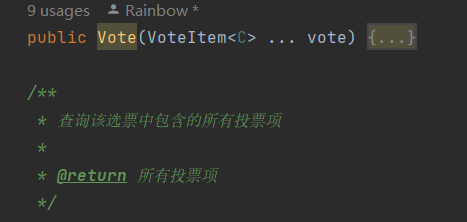 9 usages Rainbow *
public Vote(VoteItem<C> ... vote) {...}
/**
* 查询该选票中包含的所有投票项
*
* @return 所有投票项
*/